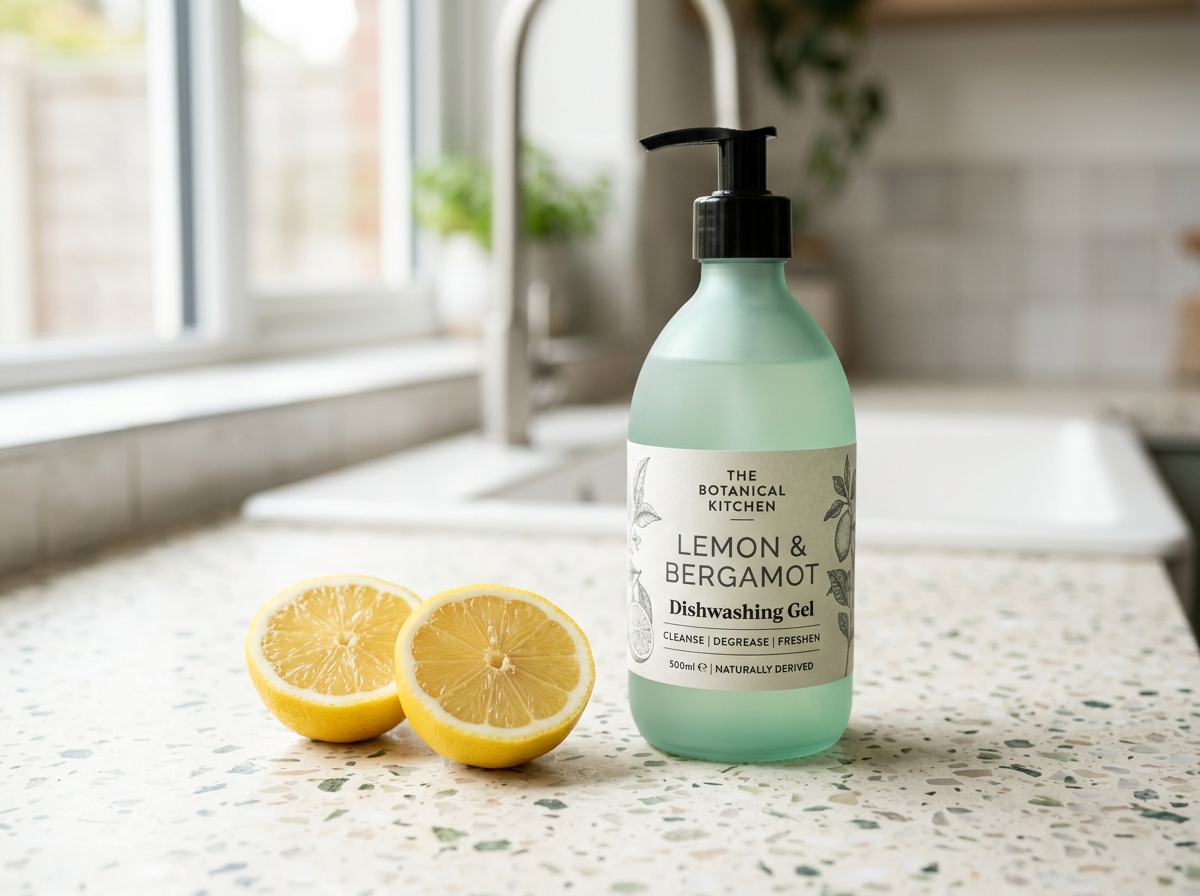 THE
BOTANICAL
KITCHEN
LEMON &
BERGAMOT
Dishwashing Gel
CLEANSE | DEGREASE | FRESHEN
500ml ℮ | NATURALLY DERIVED